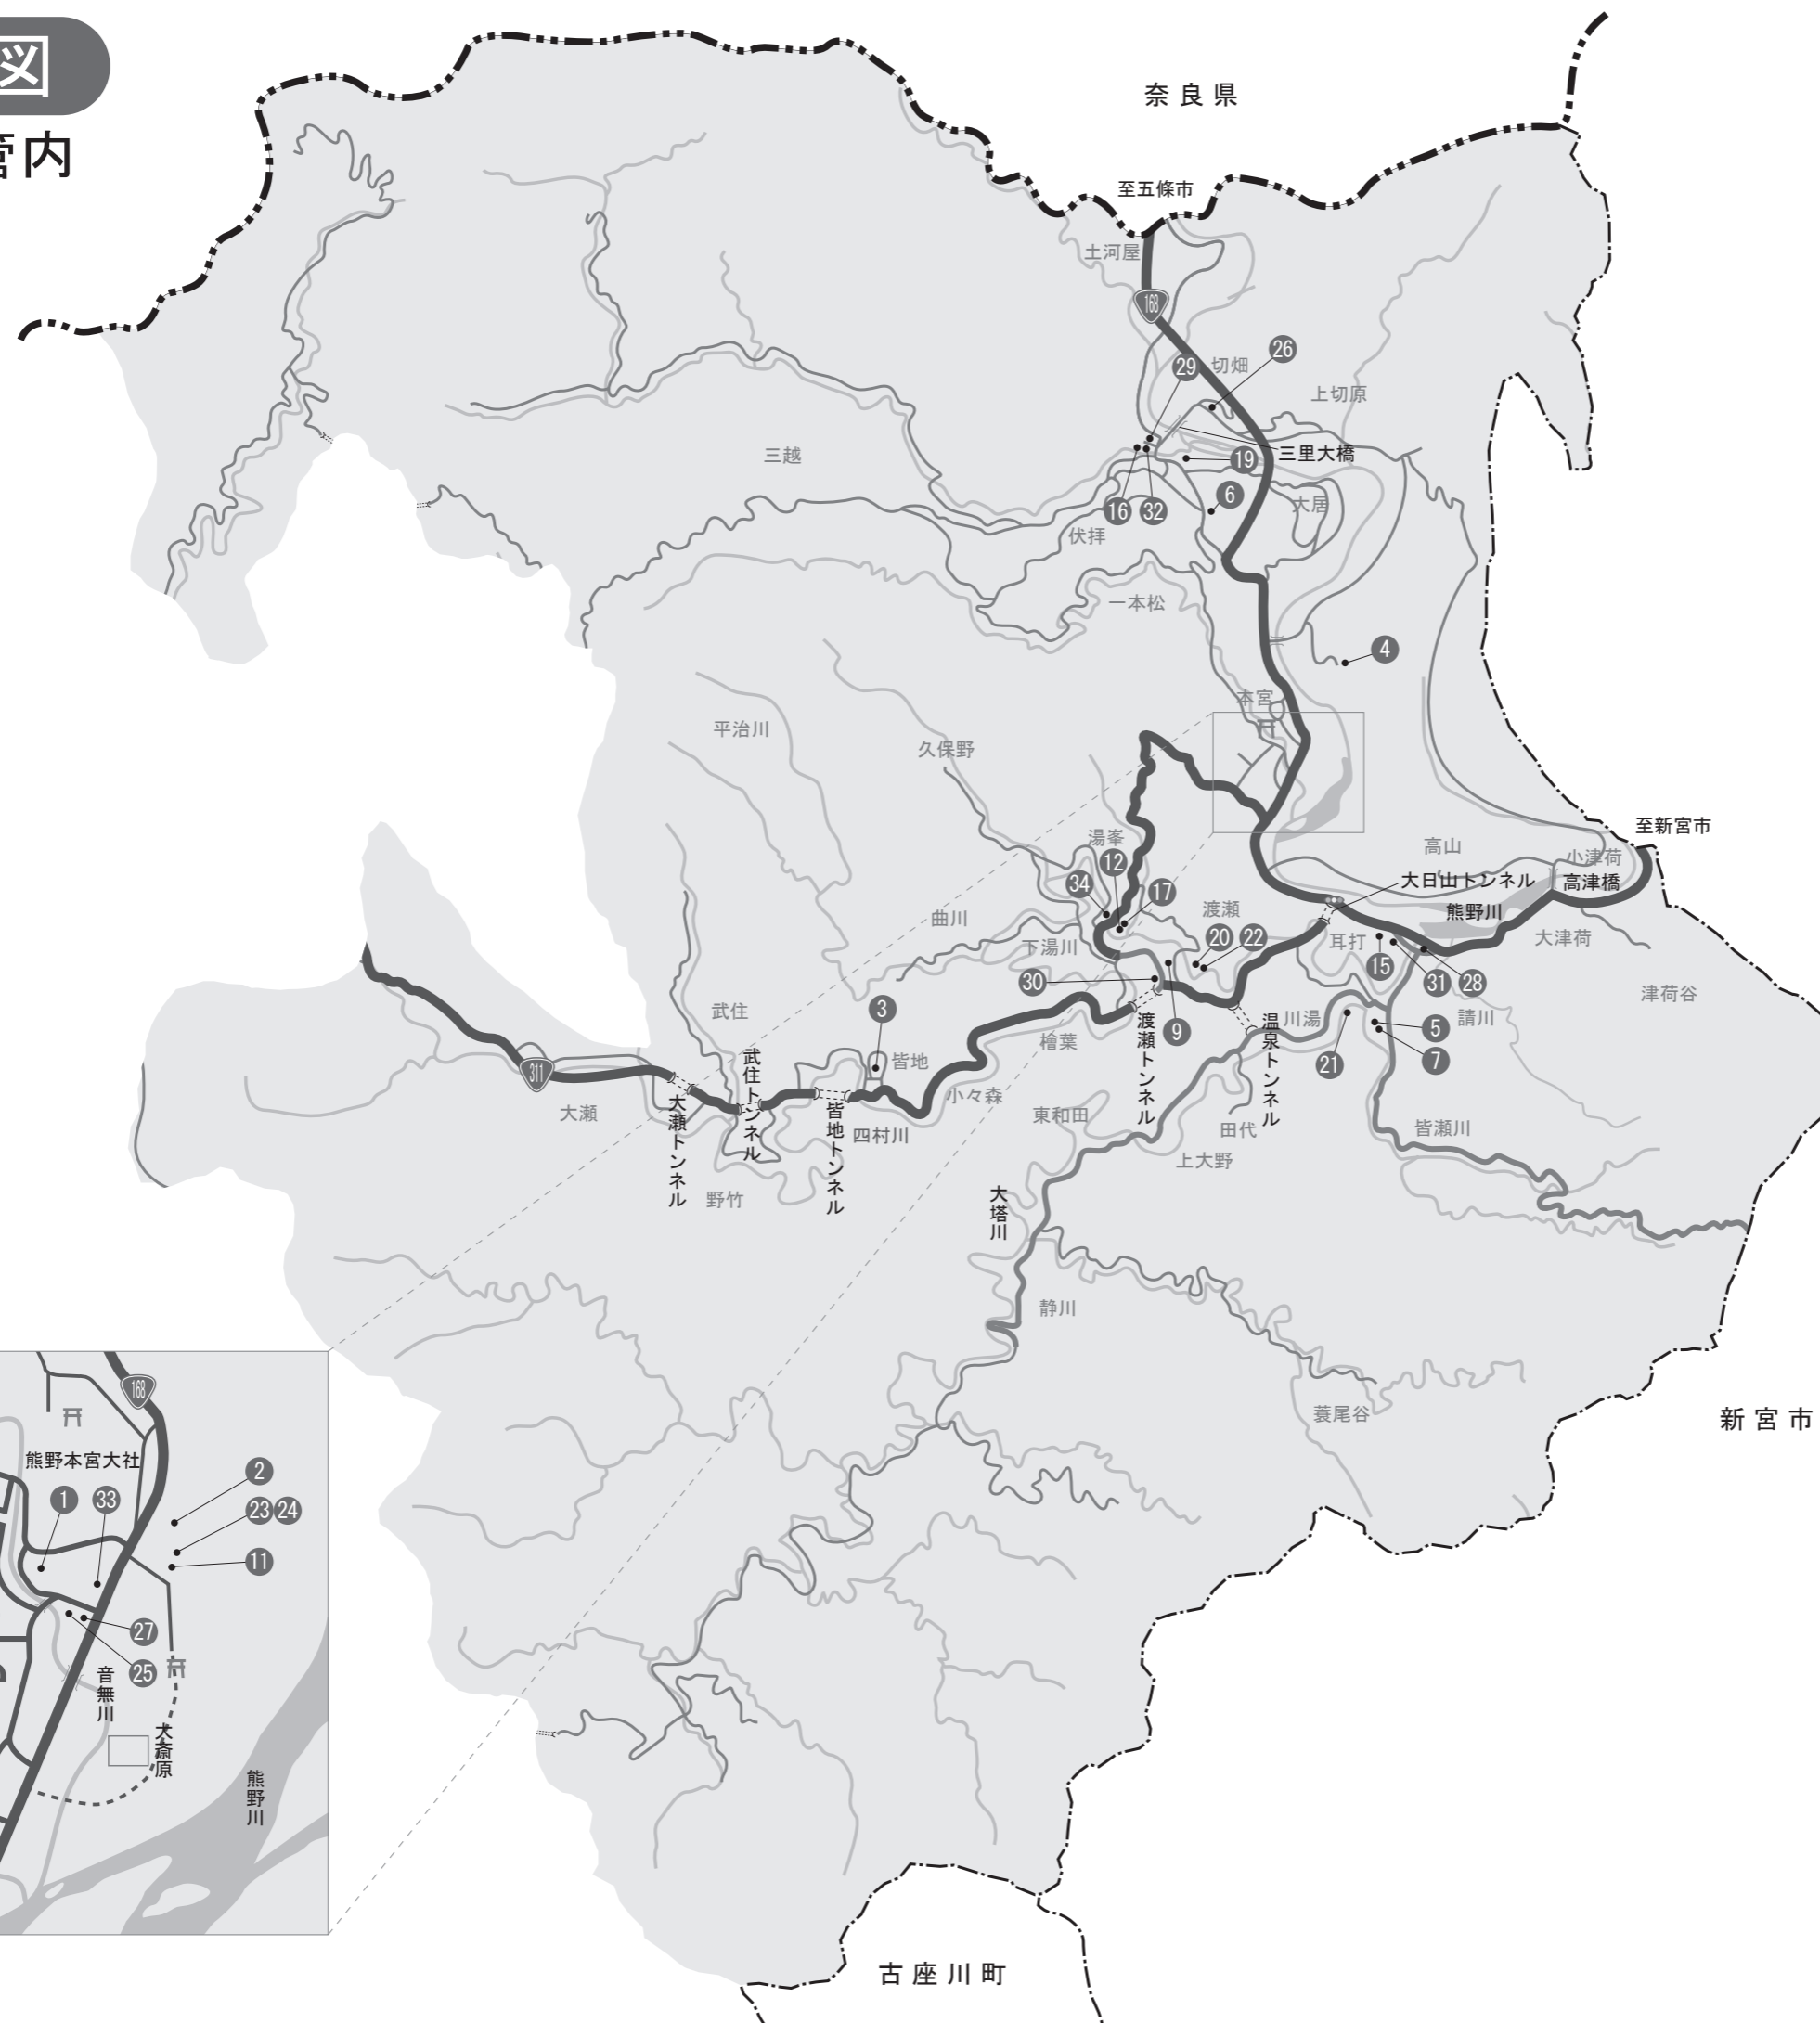 図
管内
奈良県
至五條市
土河屋
168
切畑
26
29
上切原
三越
三里大橋
19
6
16
32
大居
伏拝
一本松
4
本宮
平治川
久保野
至新宮市
湯峯
高山
小津荷
12
大日山トンネル
高津橋
34
17
熊野川
曲川
渡瀬
20
22
耳打
大津荷
下湯川
15
30
31
28
津荷谷
3
武住
川湯
請川
檜葉
渡瀬トンネル
9
温泉トンネル
5
7
21
皆地
311
武住トンネル
大瀬
大瀬トンネル
皆地トンネル
小々森
四村川
東和田
田代
皆瀬川
上大野
野竹
大塔川
静川
蓑尾谷
新宮市
168
熊野本宮大社
2
1
33
23
24
11
27
25
音無川
大斎原
熊野川
古座川町